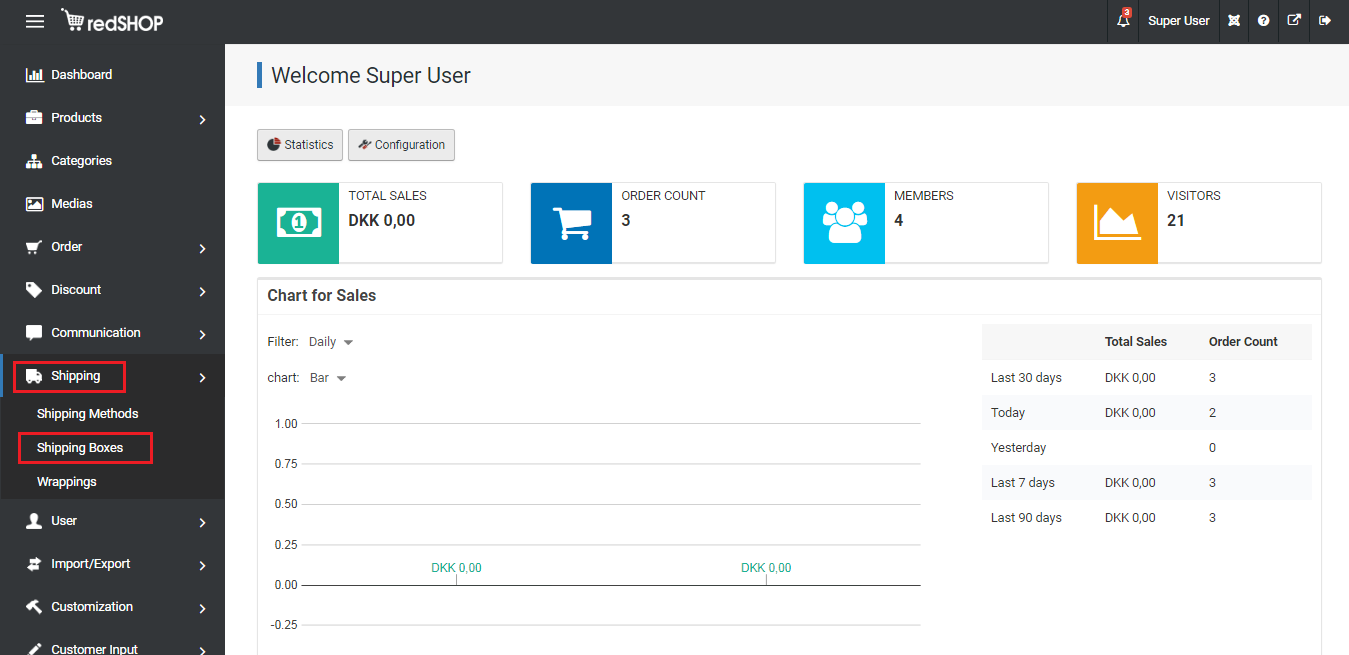 redSHOP
3
Super User
Dashboard
Products
Categories
Medias
Order
Discount
Communication
Shipping
Shipping Methods
Shipping Boxes
Wrappings
User
Import/Export
Customization
Customer Input
Welcome Super User
Statistics
Configuration
TOTAL SALES
DKK 0,00
1
ORDER COUNT
3
MEMBERS
4
VISITORS
21
Chart for Sales
Filter: Daily
chart: Bar
1.00
0.75
0.50
0.25
0.00
-0.25
DKK 0,00 DKK 0,00
Total Sales Order Count
Last 30 days DKK 0,00 3
Today DKK 0,00 2
Yesterday 0
Last 7 days DKK 0,00 3
Last 90 days DKK 0,00 3